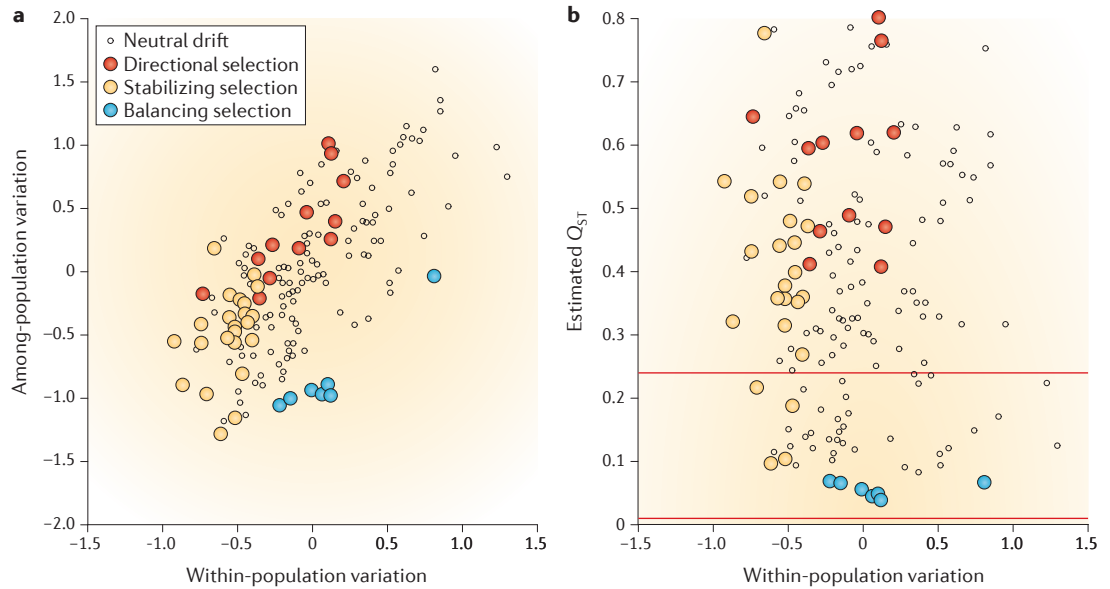 a
2.0
1.5
1.0
0.5
0
−0.5
−1.0
−1.5
−2.0
Among-population variation
Neutral drift
Directional selection
Stabilizing selection
Balancing selection
−1.5 −1.0 −0.5 0 0.5 1.0 1.5
Within-population variation
b
0.8
0.7
0.6
0.5
0.4
0.3
0.2
0.1
0
Estimated QST
−1.5 −1.0 −0.5 0 0.5 1.0 1.5
Within-population variation